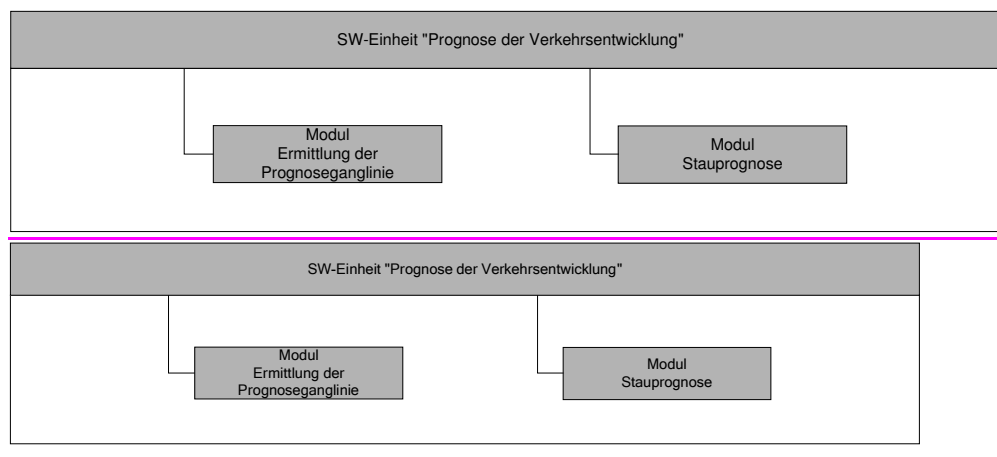 SW-Einheit "Prognose der Verkehrsentwicklung"
Modul
Ermittlung der
Prognoseganglinie
Modul
Stauprognose
SW-Einheit "Prognose der Verkehrsentwicklung"
Modul
Ermittlung der
Prognoseganglinie
Modul
Stauprognose